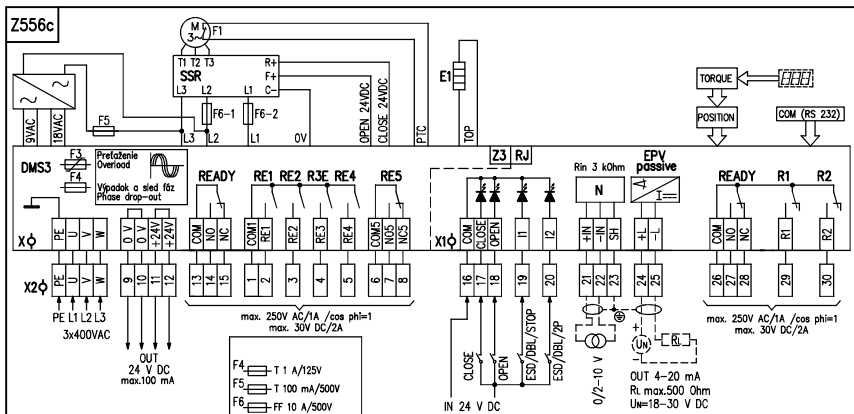 Z556c
M
3~
F1
T1 T2 T3
SSR
R+
F+
C-
L3 L2 L1
F6-1
F6-2
F5
9VAC
18VAC
L3
L2
L1
0V
OPEN 24VDC
CLOSE 24VDC
PTC
E1
TOP
TORQUE
POSITION
COM (RS 232)
DMS3
F3
F4
Preťaženie
Overload
Výpadok a sled fáz
Phase drop-out
READY
RE1 RE2 R3E RE4
RE5
Z3 RJ
Rin 3 kOhm
N
EPV
passive
READY
R1
R2
X
PE
U
V
W
0 V
0 V
+24V
+24V
COM
NO
NC
COM1
RE1
RE2
RE3
RE4
COM5
NO5
NC5
X1
COM
CLOSE
OPEN
I1
I2
+IN
-IN
SH
+L
-L
COM
NO
NC
R1
R2
X2
PE
U
V
W
9
10
11
12
13
14
15
1
2
3
4
5
6
7
8
16
17
18
19
20
21
22
23
24
25
26
27
28
29
30
PE L1 L2 L3
3x400VAC
OUT
24 V DC
max.100 mA
max. 250V AC/1A /cos phi=1
max. 30V DC/2A
F4 T 1 A/125V
F5 T 100 mA/500V
F6 FF 10 A/500V
CLOSE
OPEN
ESD/DBL/STOP
ESD/DBL/2P
IN 24 V DC
0/2-10 V
+
UN
-
RL
OUT 4-20 mA
RL max.500 Ohm
UN=18-30 V DC
max. 250V AC/1A /cos phi=1
max. 30V DC/2A